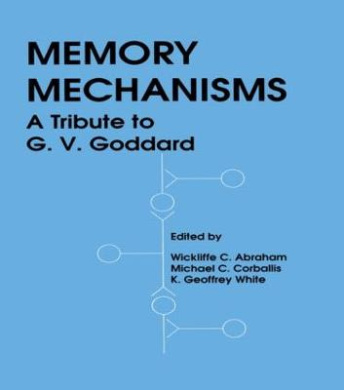 MEMORY
MECHANISMS
A Tribute to
G. V. Goddard
Edited by
Wickliffe C. Abraham
Michael C. Corballis
K. Geoffrey White